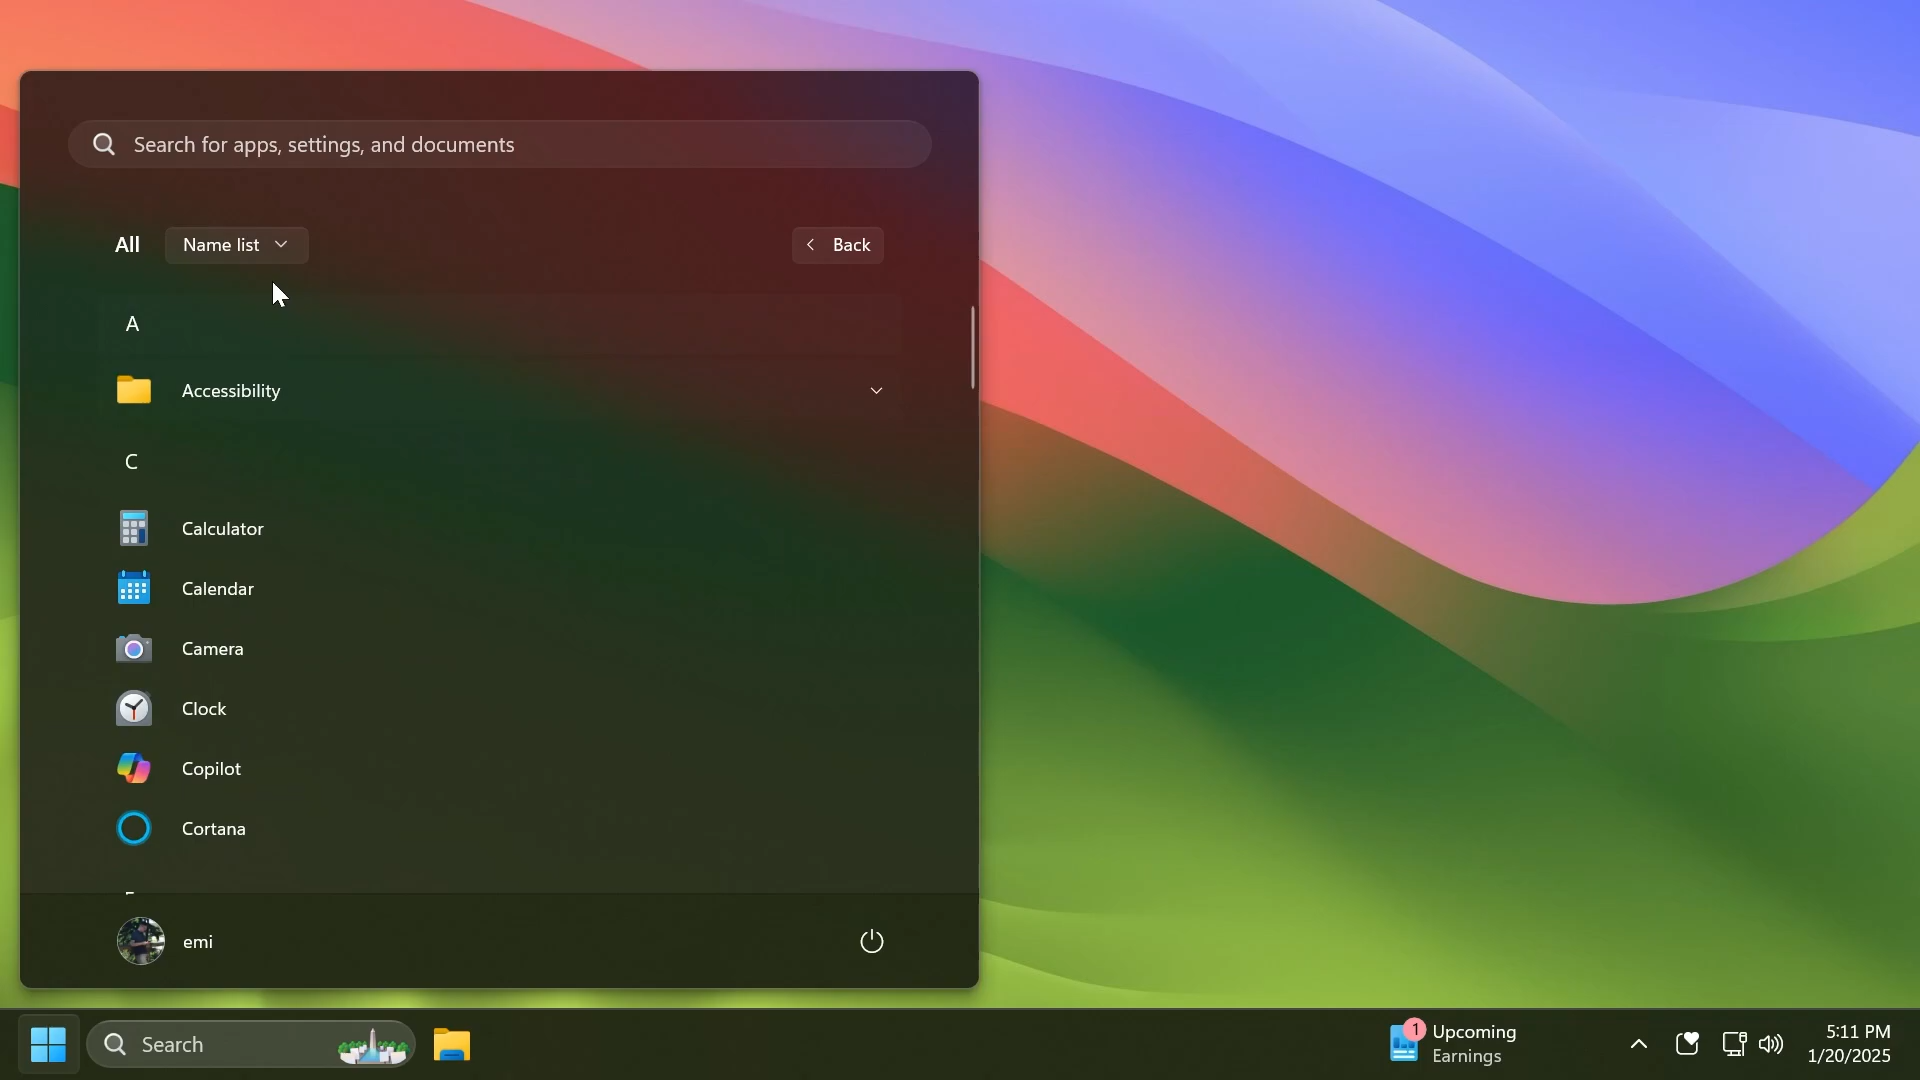 Search for apps, settings, and documents
All
Name list
Back
A
Accessibility
C
Calculator
Calendar
Camera
Clock
Copilot
Cortana
emi
Search
1
Upcoming
Earnings
5:11 PM
1/20/2025